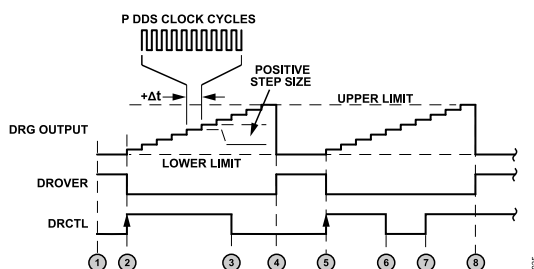 P DDS CLOCK CYCLES
POSITIVE
STEP SIZE
+Δt
UPPER LIMIT
DRG OUTPUT
LOWER LIMIT
DROVER
DRCTL
1 2 3 4 5 6 7 8